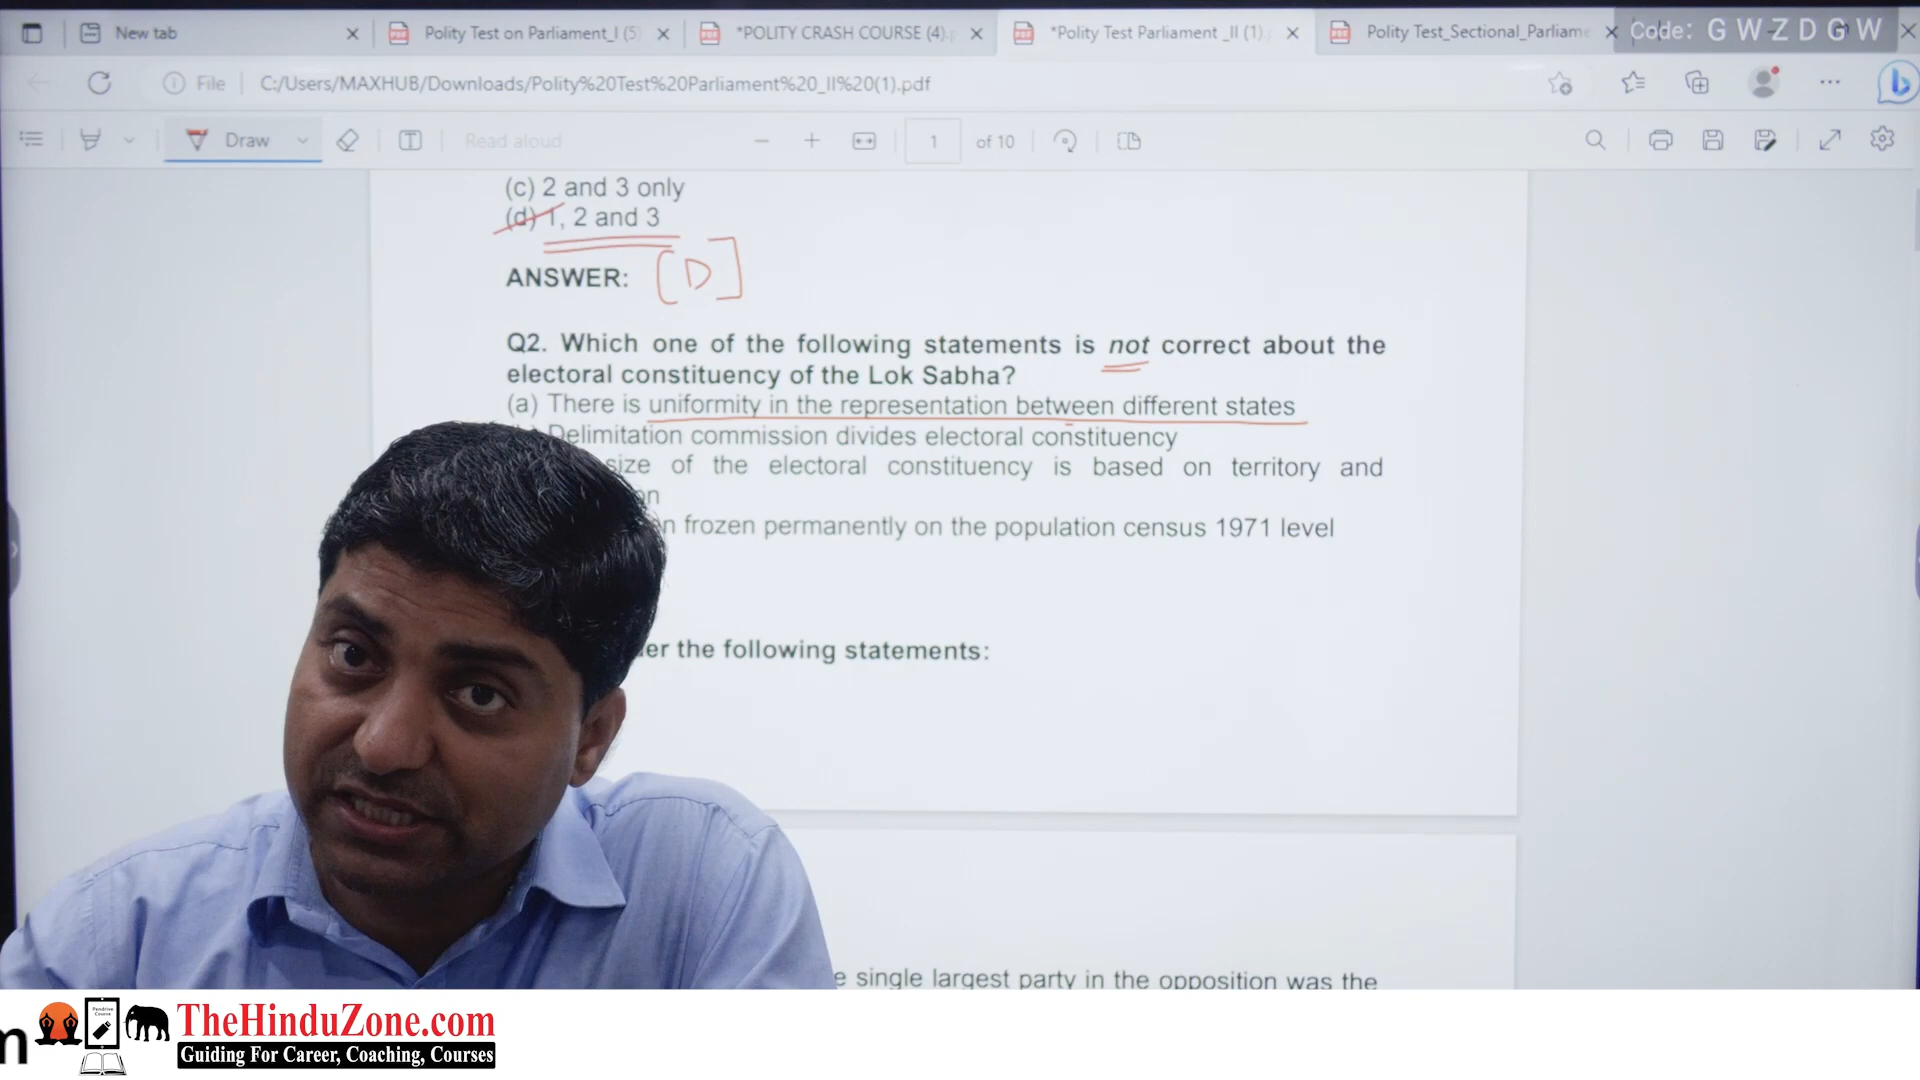 New tab
Polity Test on Parliament_I (5)
*POLITY CRASH COURSE (4).p
*Polity Test Parliament _II (1).
Polity Test_Sectional_Parliame
Code: G W Z D G W
File
C:/Users/MAXHUB/Downloads/Polity%20Test%20Parliament%20_II%20(1).pdf
Draw
Read aloud
1 of 10
(c) 2 and 3 only
(d) 1, 2 and 3
ANSWER: [D]
Q2. Which one of the following statements is not correct about the
electoral constituency of the Lok Sabha?
(a) There is uniformity in the representation between different states
Delimitation commission divides electoral constituency
size of the electoral constituency is based on territory and
on
n frozen permanently on the population census 1971 level
er the following statements:
e single largest party in the opposition was the
m
Pendrive
Course
TheHinduZone.com
Guiding For Career, Coaching, Courses